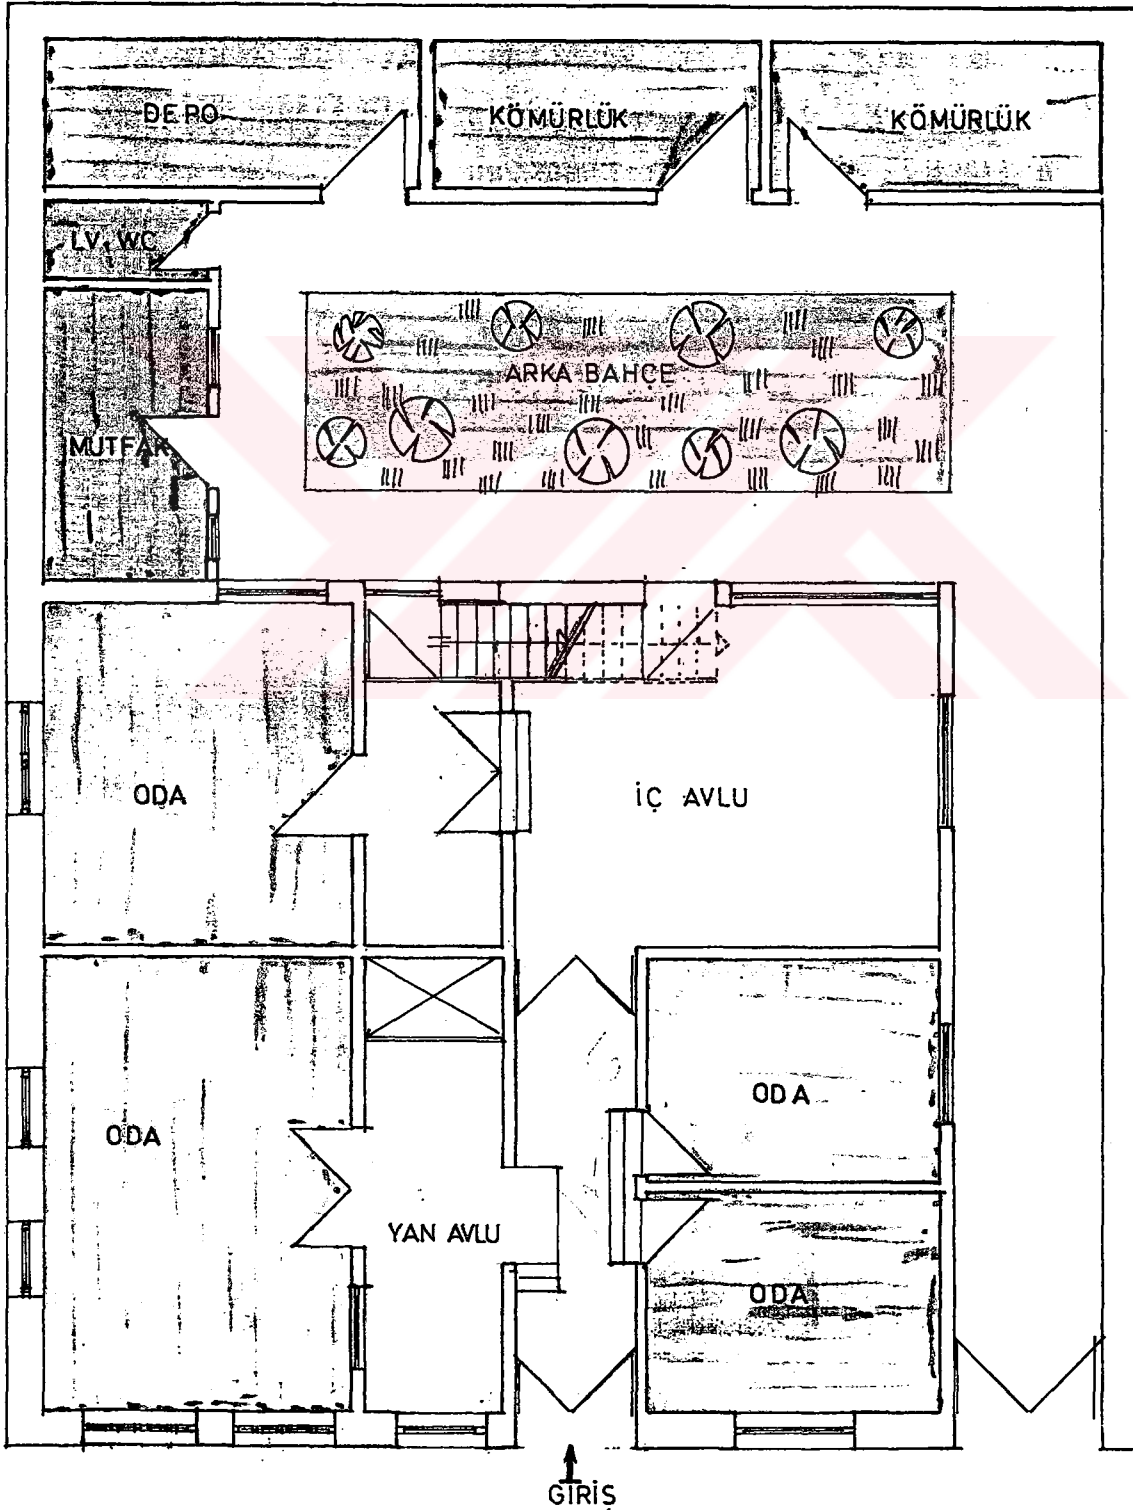 DEPO
KÖMÜRLÜK
KÖMÜRLÜK
LV, WC
ARKA BAHÇE
MUTFAK
ODA
İÇ AVLU
ODA
ODA
YAN AVLU
ODA
GİRİŞ